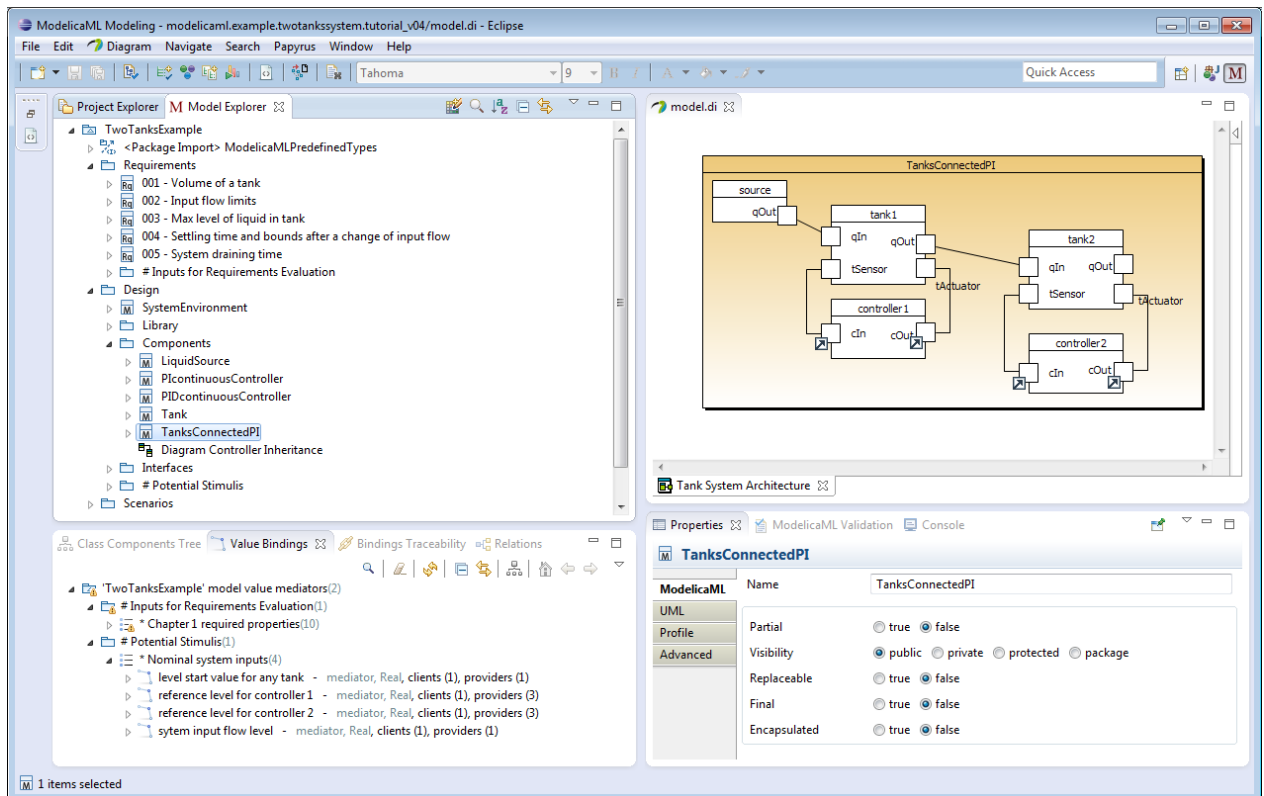 ModelicaML Modeling - modelicaml.example.twotankssystem.tutorial_v04/model.di - Eclipse
File Edit Diagram Navigate Search Papyrus Window Help
Tahoma 9 B I A Quick Access M
Project Explorer M Model Explorer
TwoTanksExample
<Package Import> ModelicaMLPredefinedTypes
Requirements
Rq 001 - Volume of a tank
Rq 002 - Input flow limits
Rq 003 - Max level of liquid in tank
Rq 004 - Settling time and bounds after a change of input flow
Rq 005 - System draining time
# Inputs for Requirements Evaluation
Design
M SystemEnvironment
Library
Components
M LiquidSource
M PIcontinuousController
M PIDcontinuousController
M Tank
M TanksConnectedPI
Diagram Controller Inheritance
Interfaces
# Potential Stimulis
Scenarios
model.di
TanksConnectedPI
source
qOut
tank1
qIn qOut
tSensor
tActuator
controller1
cIn cOut
tank2
qIn qOut
tSensor
tActuator
controller2
cIn cOut
Tank System Architecture
Class Components Tree Value Bindings Bindings Traceability Relations
'TwoTanksExample' model value mediators(2)
# Inputs for Requirements Evaluation(1)
* Chapter 1 required properties(10)
# Potential Stimulis(1)
* Nominal system inputs(4)
level start value for any tank - mediator, Real, clients (1), providers (1)
reference level for controller 1 - mediator, Real, clients (1), providers (3)
reference level for controller 2 - mediator, Real, clients (1), providers (3)
sytem input flow level - mediator, Real, clients (1), providers (1)
Properties ModelicaML Validation Console
M TanksConnectedPI
ModelicaML
UML
Profile
Advanced
Name TanksConnectedPI
Partial true false
Visibility public private protected package
Replaceable true false
Final true false
Encapsulated true false
M 1 items selected